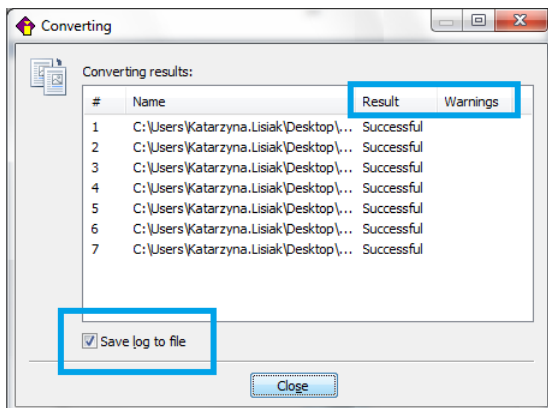 Converting
Converting results:
# Name Result Warnings
1 C:\Users\Katarzyna.Lisiak\Desktop\... Successful
2 C:\Users\Katarzyna.Lisiak\Desktop\... Successful
3 C:\Users\Katarzyna.Lisiak\Desktop\... Successful
4 C:\Users\Katarzyna.Lisiak\Desktop\... Successful
5 C:\Users\Katarzyna.Lisiak\Desktop\... Successful
6 C:\Users\Katarzyna.Lisiak\Desktop\... Successful
7 C:\Users\Katarzyna.Lisiak\Desktop\... Successful
Save log to file
Close